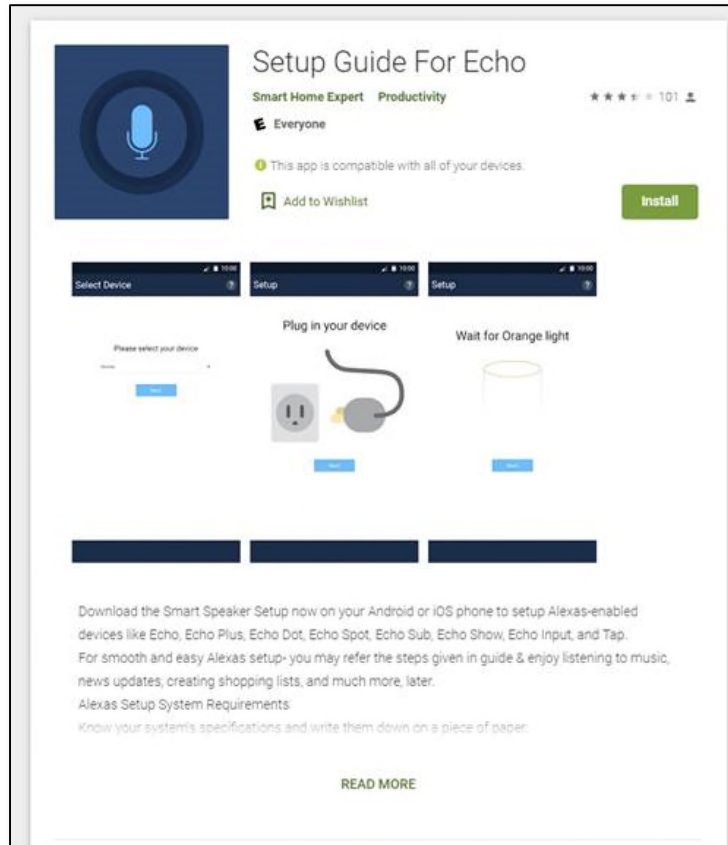 Setup Guide For Echo
Smart Home Expert Productivity 101
Everyone
This app is compatible with all of your devices.
Add to Wishlist Install
10:00 10:00 10:00
Select Device ? Setup ? Setup ?
Plug in your device
Wait for Orange light
Please select your device
Download the Smart Speaker Setup now on your Android or iOS phone to setup Alexas-enabled
devices like Echo, Echo Plus, Echo Dot, Echo Spot, Echo Sub, Echo Show, Echo Input, and Tap.
For smooth and easy Alexas setup- you may refer the steps given in guide & enjoy listening to music,
news updates, creating shopping lists, and much more, later.
Alexas Setup System Requirements
Know your system's specifications and write them down on a piece of paper.
READ MORE